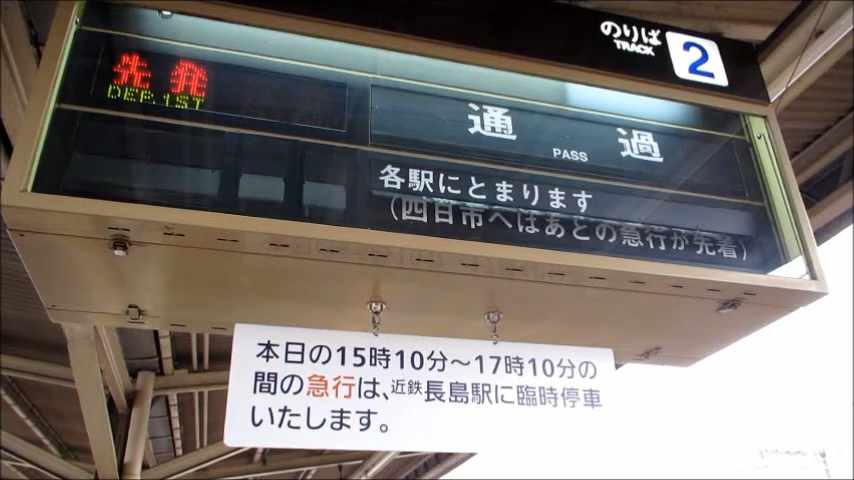 のりば
TRACK 2
先発
DEP.1ST
通過
PASS
各駅にとまります
(四日市へはあとの急行が先着)
本日の15時10分～17時10分の
間の急行は、近鉄長島駅に臨時停車
いたします。